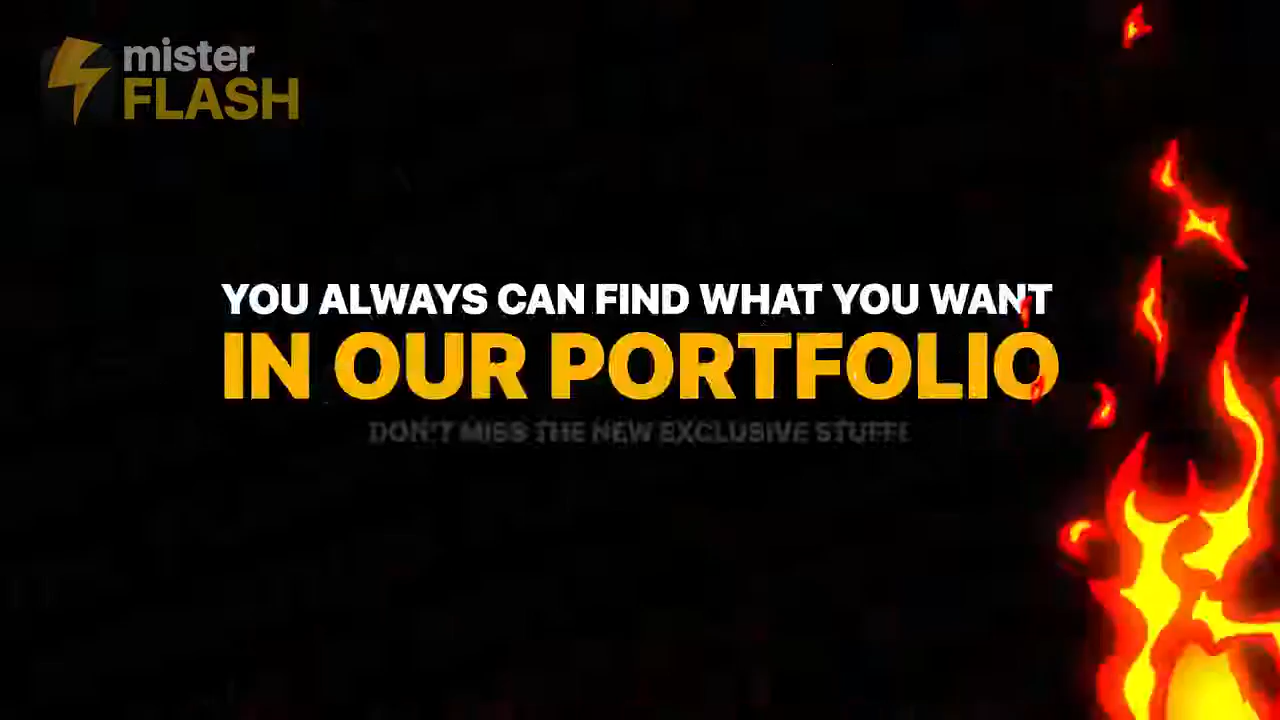 mister
FLASH
YOU ALWAYS CAN FIND WHAT YOU WANT
IN OUR PORTFOLIO
DON'T MISS THE NEW EXCLUSIVE STUFF!